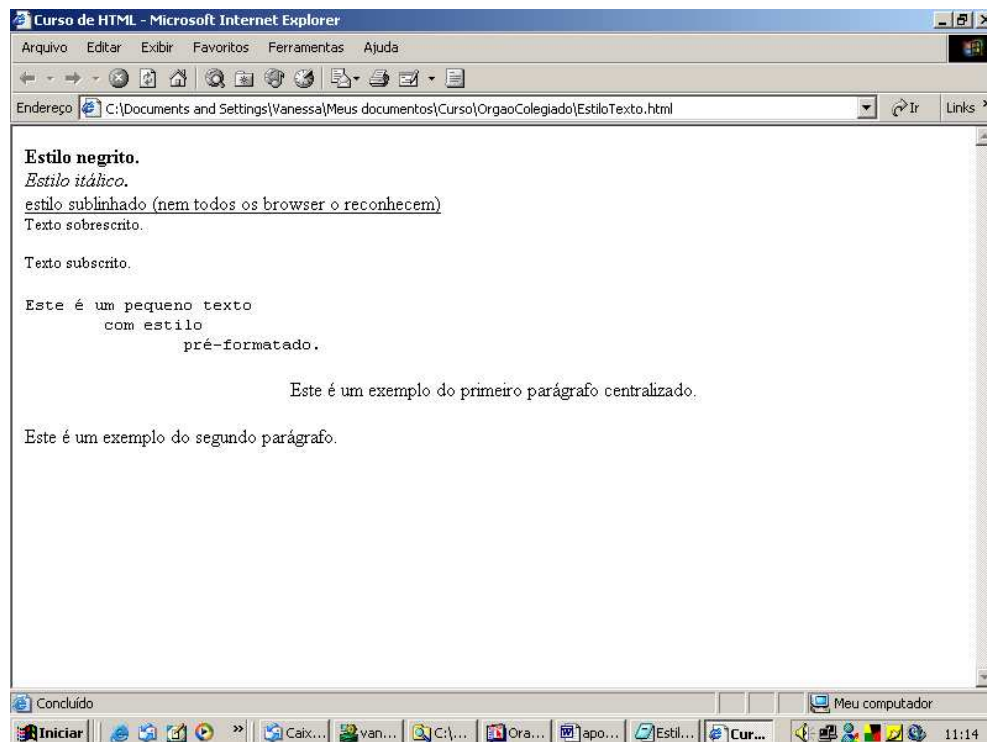 Curso de HTML - Microsoft Internet Explorer
Arquivo Editar Exibir Favoritos Ferramentas Ajuda
Endereço C:\Documents and Settings\Vanessa\Meus documentos\Curso\OrgaoColegiado\EstiloTexto.html Ir Links »
Estilo negrito.
Estilo itálico.
estilo sublinhado (nem todos os browser o reconhecem)
Texto sobrescrito.
Texto subscrito.
Este é um pequeno texto
com estilo
pré-formatado.
Este é um exemplo do primeiro parágrafo centralizado.
Este é um exemplo do segundo parágrafo.
Concluído Meu computador
Iniciar » Caix... van... C:\... Ora... apo... Estil... Cur... 11:14